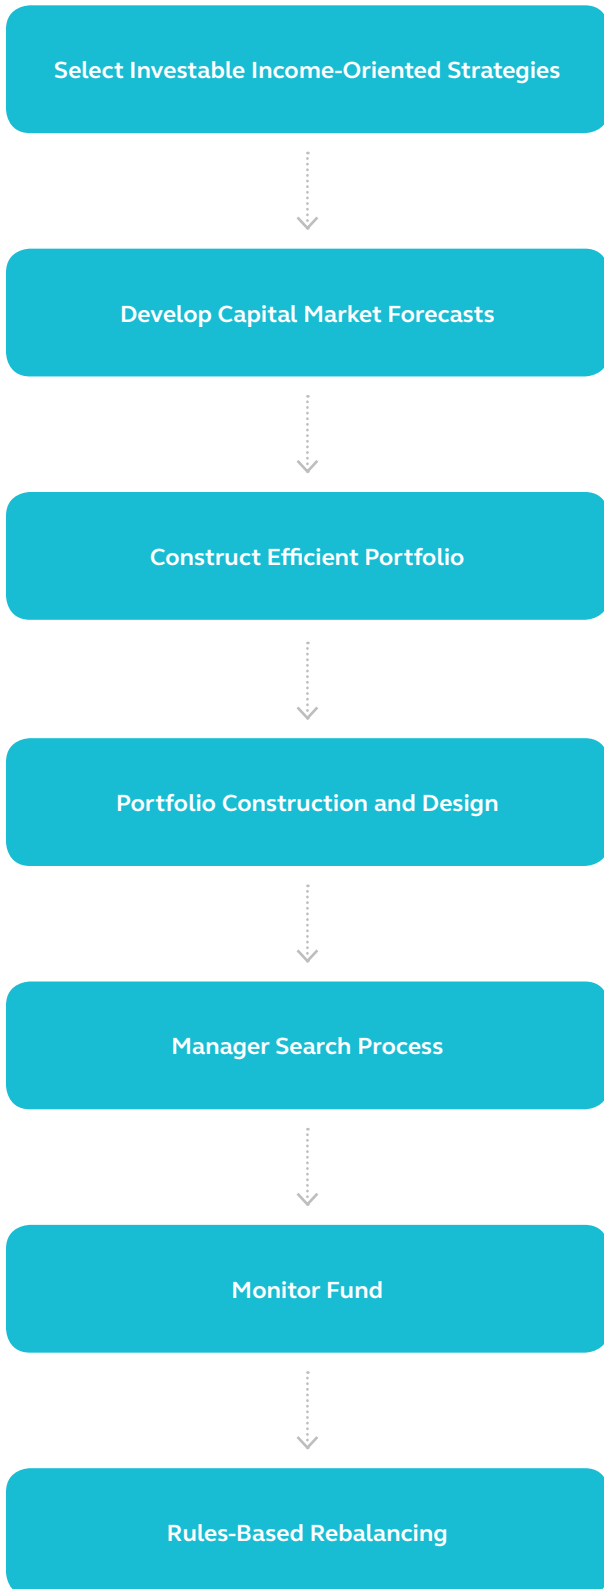 Select Investable Income-Oriented Strategies
Develop Capital Market Forecasts
Construct Efficient Portfolio
Portfolio Construction and Design
Manager Search Process
Monitor Fund
Rules-Based Rebalancing